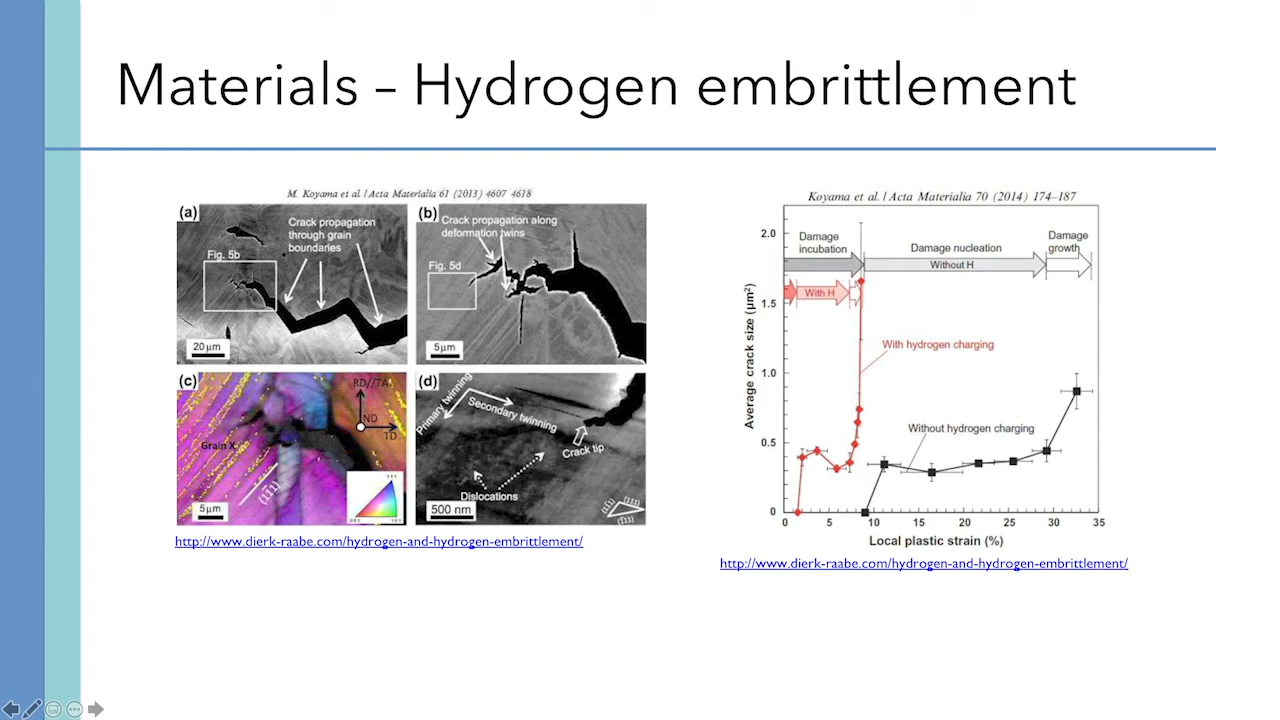 Materials – Hydrogen embrittlement
M. Koyama et al. / Acta Materialia 61 (2013) 4607 4618
(a)
Crack propagation
through grain
boundaries
Fig. 5b
20 µm
(b)
Crack propagation along
deformation twins
Fig. 5d
5µm
(c)
RD//TA
ND
TD
Grain X
5µm
111
001
101
(d)
Primary twinning
Secondary twinning
Crack tip
Dislocations
500 nm
http://www.dierk-raabe.com/hydrogen-and-hydrogen-embrittlement/
Koyama et al. / Acta Materialia 70 (2014) 174–187
Average crack size (µm²)
2.0
1.5
1.0
0.5
0
Damage
incubation
Damage nucleation
Damage
growth
Without H
With H
With hydrogen charging
Without hydrogen charging
0 5 10 15 20 25 30 35
Local plastic strain (%)
http://www.dierk-raabe.com/hydrogen-and-hydrogen-embrittlement/